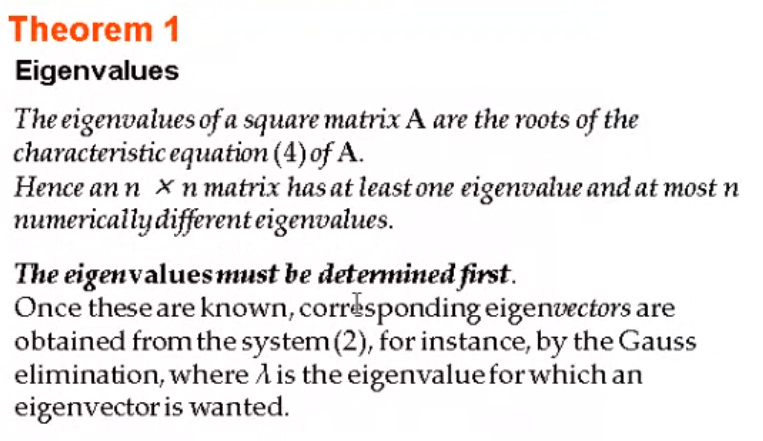 Theorem 1
Eigenvalues
The eigenvalues of a square matrix A are the roots of the
characteristic equation (4) of A.
Hence an n × n matrix has at least one eigenvalue and at most n
numerically different eigenvalues.
The eigenvalues must be determined first.
Once these are known, corresponding eigenvectors are
obtained from the system (2), for instance, by the Gauss
elimination, where λ is the eigenvalue for which an
eigenvector is wanted.